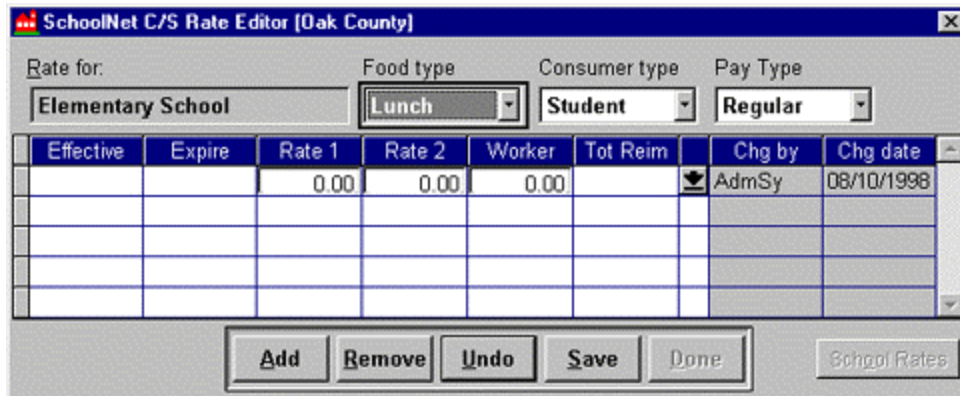 SchoolNet C/S Rate Editor [Oak County]
Rate for: Food type Consumer type Pay Type
Elementary School Lunch Student Regular
Effective Expire Rate 1 Rate 2 Worker Tot Reim Chg by Chg date
0.00 0.00 0.00 AdmSy 08/10/1998
Add Remove Undo Save Done School Rates